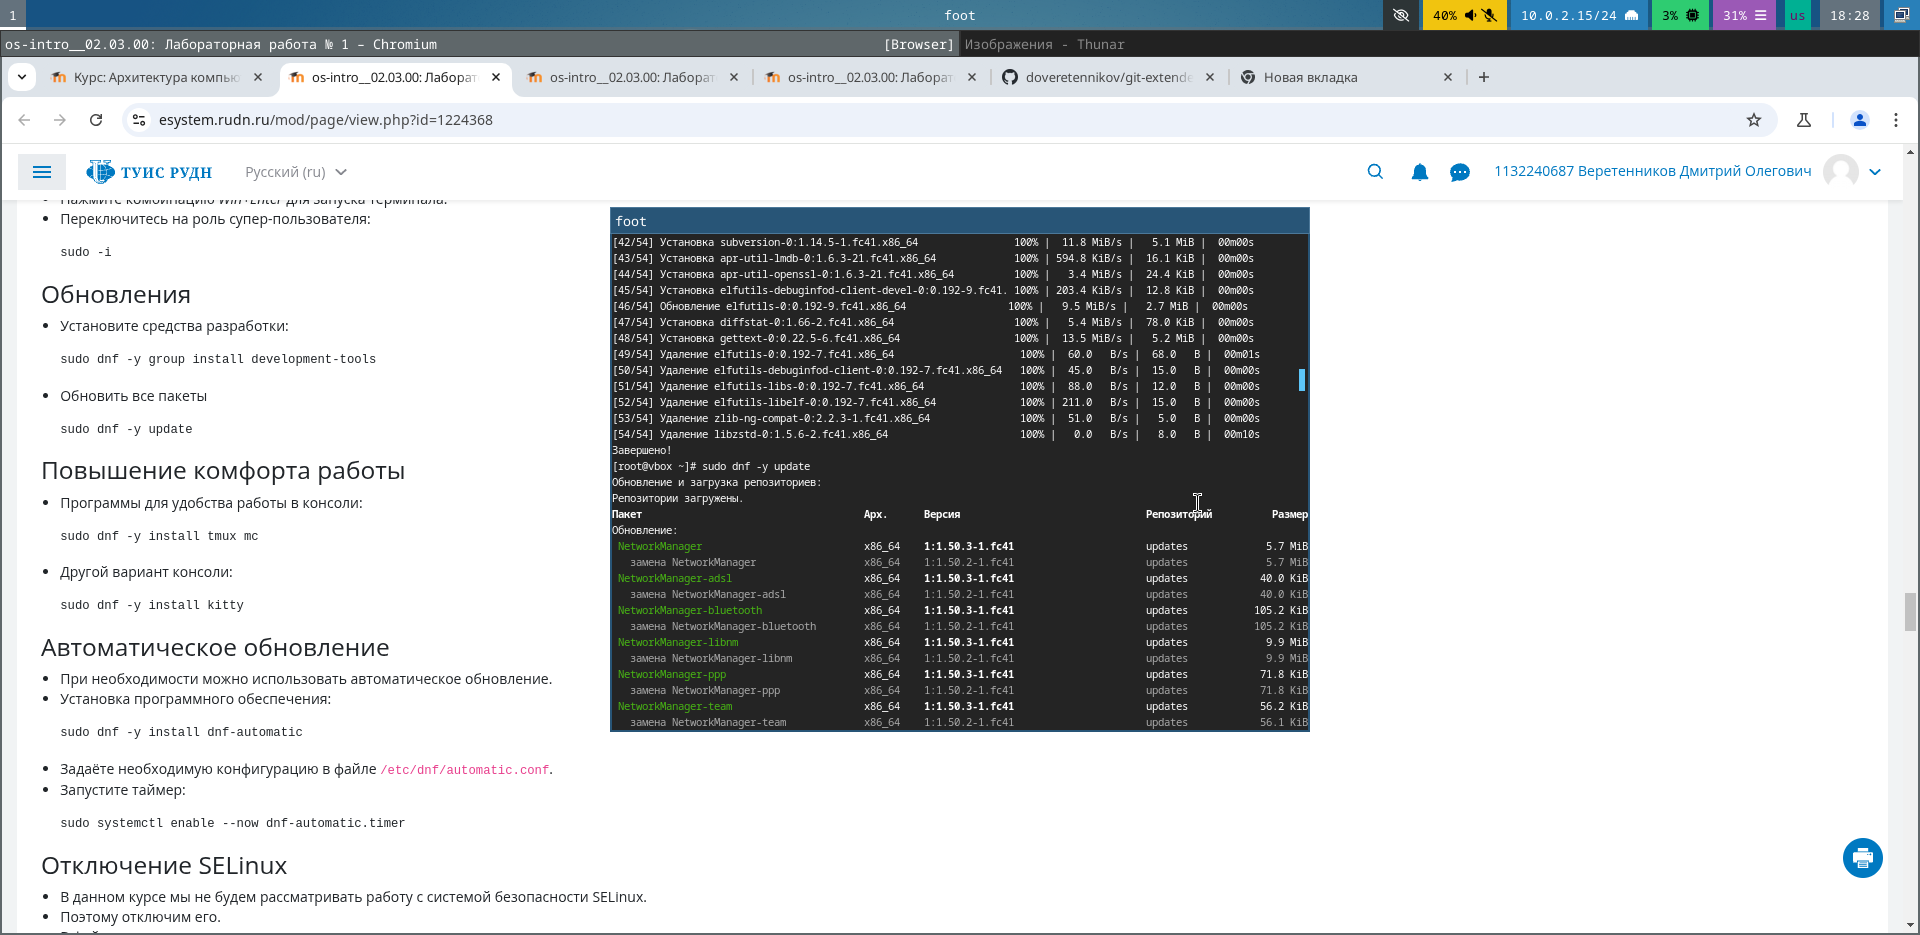 1
foot
40%
10.0.2.15/24
3%
31%
us
18:28
os-intro__02.03.00: Лабораторная работа № 1 – Chromium
[Browser]
Изображения - Thunar
Курс: Архитектура компью
os-intro__02.03.00: Лаборат
os-intro__02.03.00: Лаборат
os-intro__02.03.00: Лаборат
doveretennikov/git-extende
Новая вкладка
esystem.rudn.ru/mod/page/view.php?id=1224368
ТУИС РУДН
Русский (ru)
1132240687 Веретенников Дмитрий Олегович
Нажмите комбинацию Win+Enter для запуска терминала.
Переключитесь на роль супер-пользователя:
sudo -i
Обновления
Установите средства разработки:
sudo dnf -y group install development-tools
Обновить все пакеты
sudo dnf -y update
Повышение комфорта работы
Программы для удобства работы в консоли:
sudo dnf -y install tmux mc
Другой вариант консоли:
sudo dnf -y install kitty
Автоматическое обновление
При необходимости можно использовать автоматическое обновление.
Установка программного обеспечения:
sudo dnf -y install dnf-automatic
Задаёте необходимую конфигурацию в файле /etc/dnf/automatic.conf.
Запустите таймер:
sudo systemctl enable --now dnf-automatic.timer
Отключение SELinux
В данном курсе мы не будем рассматривать работу с системой безопасности SELinux.
Поэтому отключим его.
foot
[42/54] Установка subversion-0:1.14.5-1.fc41.x86_64 100% | 11.8 MiB/s | 5.1 MiB | 00m00s
[43/54] Установка apr-util-lmdb-0:1.6.3-21.fc41.x86_64 100% | 594.8 KiB/s | 16.1 KiB | 00m00s
[44/54] Установка apr-util-openssl-0:1.6.3-21.fc41.x86_64 100% | 3.4 MiB/s | 24.4 KiB | 00m00s
[45/54] Установка elfutils-debuginfod-client-devel-0:0.192-9.fc41. 100% | 203.4 KiB/s | 12.8 KiB | 00m00s
[46/54] Обновление elfutils-0:0.192-9.fc41.x86_64 100% | 9.5 MiB/s | 2.7 MiB | 00m00s
[47/54] Установка diffstat-0:1.66-2.fc41.x86_64 100% | 5.4 MiB/s | 78.0 KiB | 00m00s
[48/54] Установка gettext-0:0.22.5-6.fc41.x86_64 100% | 13.5 MiB/s | 5.2 MiB | 00m00s
[49/54] Удаление elfutils-0:0.192-7.fc41.x86_64 100% | 60.0 B/s | 68.0 B | 00m01s
[50/54] Удаление elfutils-debuginfod-client-0:0.192-7.fc41.x86_64 100% | 45.0 B/s | 15.0 B | 00m00s
[51/54] Удаление elfutils-libs-0:0.192-7.fc41.x86_64 100% | 88.0 B/s | 12.0 B | 00m00s
[52/54] Удаление elfutils-libelf-0:0.192-7.fc41.x86_64 100% | 211.0 B/s | 15.0 B | 00m00s
[53/54] Удаление zlib-ng-compat-0:2.2.3-1.fc41.x86_64 100% | 51.0 B/s | 5.0 B | 00m00s
[54/54] Удаление libzstd-0:1.5.6-2.fc41.x86_64 100% | 0.0 B/s | 8.0 B | 00m10s
Завершено!
[root@vbox ~]# sudo dnf -y update
Обновление и загрузка репозиториев:
Репозитории загружены.
Пакет Арх. Версия Репозиторий Размер
Обновление:
NetworkManager x86_64 1:1.50.3-1.fc41 updates 5.7 MiB
замена NetworkManager x86_64 1:1.50.2-1.fc41 updates 5.7 MiB
NetworkManager-adsl x86_64 1:1.50.3-1.fc41 updates 40.0 KiB
замена NetworkManager-adsl x86_64 1:1.50.2-1.fc41 updates 40.0 KiB
NetworkManager-bluetooth x86_64 1:1.50.3-1.fc41 updates 105.2 KiB
замена NetworkManager-bluetooth x86_64 1:1.50.2-1.fc41 updates 105.2 KiB
NetworkManager-libnm x86_64 1:1.50.3-1.fc41 updates 9.9 MiB
замена NetworkManager-libnm x86_64 1:1.50.2-1.fc41 updates 9.9 MiB
NetworkManager-ppp x86_64 1:1.50.3-1.fc41 updates 71.8 KiB
замена NetworkManager-ppp x86_64 1:1.50.2-1.fc41 updates 71.8 KiB
NetworkManager-team x86_64 1:1.50.3-1.fc41 updates 56.2 KiB
замена NetworkManager-team x86_64 1:1.50.2-1.fc41 updates 56.1 KiB